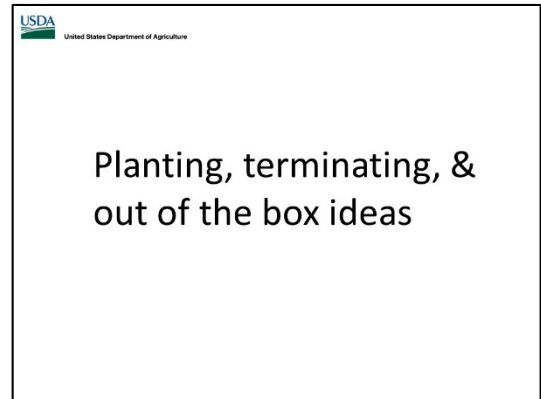 USDA
United States Department of Agriculture
Planting, terminating, &
out of the box ideas